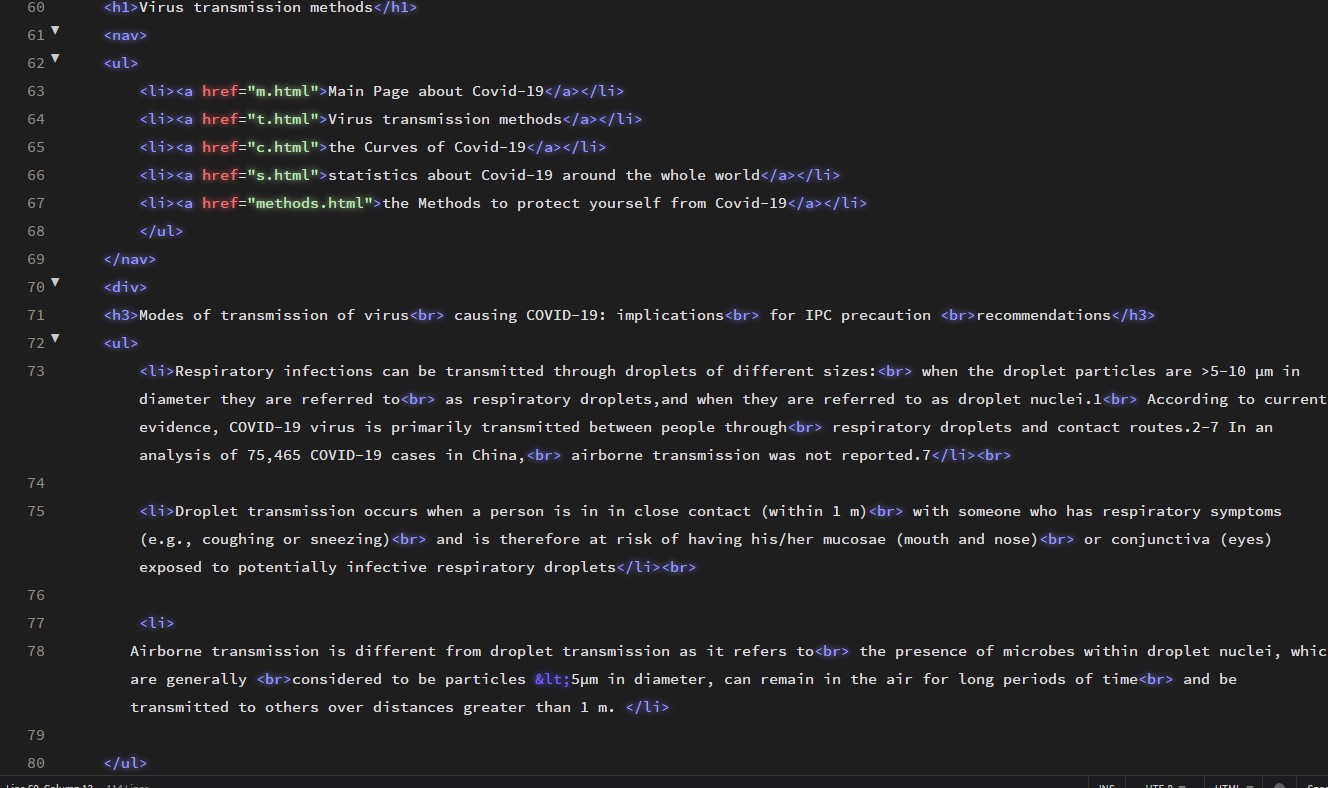 60 <h1>Virus transmission methods</h1>
61 <nav>
62 <ul>
63 <li><a href="m.html">Main Page about Covid-19</a></li>
64 <li><a href="t.html">Virus transmission methods</a></li>
65 <li><a href="c.html">the Curves of Covid-19</a></li>
66 <li><a href="s.html">statistics about Covid-19 around the whole world</a></li>
67 <li><a href="methods.html">the Methods to protect yourself from Covid-19</a></li>
68 </ul>
69 </nav>
70 <div>
71 <h3>Modes of transmission of virus<br> causing COVID-19: implications<br> for IPC precaution <br>recommendations</h3>
72 <ul>
73 <li>Respiratory infections can be transmitted through droplets of different sizes:<br> when the droplet particles are >5-10 μm in
diameter they are referred to<br> as respiratory droplets,and when they are referred to as droplet nuclei.1<br> According to current
evidence, COVID-19 virus is primarily transmitted between people through<br> respiratory droplets and contact routes.2-7 In an
analysis of 75,465 COVID-19 cases in China,<br> airborne transmission was not reported.7</li><br>
74
75 <li>Droplet transmission occurs when a person is in in close contact (within 1 m)<br> with someone who has respiratory symptoms
(e.g., coughing or sneezing)<br> and is therefore at risk of having his/her mucosae (mouth and nose)<br> or conjunctiva (eyes)
exposed to potentially infective respiratory droplets</li><br>
76
77 <li>
78 Airborne transmission is different from droplet transmission as it refers to<br> the presence of microbes within droplet nuclei, whic
are generally <br>considered to be particles &lt;5μm in diameter, can remain in the air for long periods of time<br> and be
transmitted to others over distances greater than 1 m. </li>
79
80 </ul>